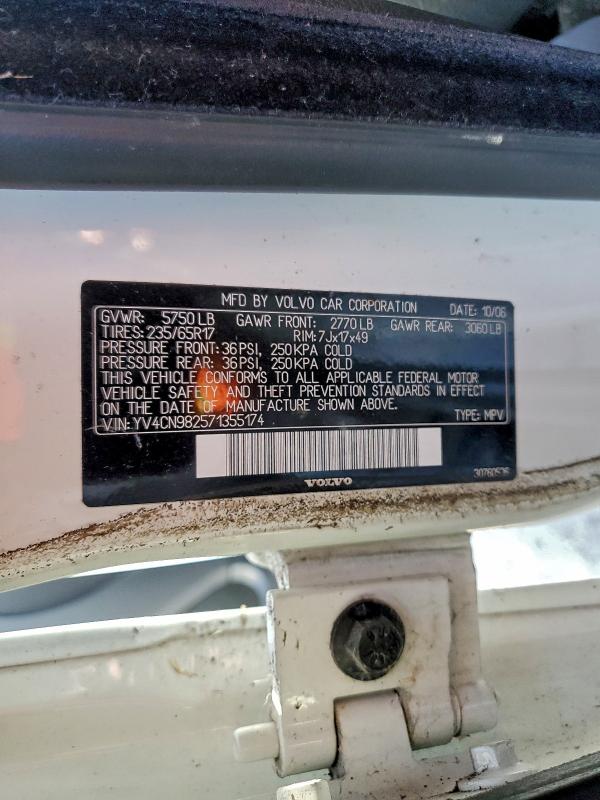 MFD BY VOLVO CAR CORPORATION DATE: 10/06
GVWR: 5750 LB GAWR FRONT: 2770 LB GAWR REAR: 3060 LB
TIRES: 235/65R17 RIM: 7Jx17x49
PRESSURE FRONT: 36PSI, 250KPA COLD
PRESSURE REAR: 36PSI, 250KPA COLD
THIS VEHICLE CONFORMS TO ALL APPLICABLE FEDERAL MOTOR
VEHICLE SAFETY AND THEFT PREVENTION STANDARDS IN EFFECT
ON THE DATE OF MANUFACTURE SHOWN ABOVE.
VIN: YV4CN982571355174 TYPE: MPV
VOLVO